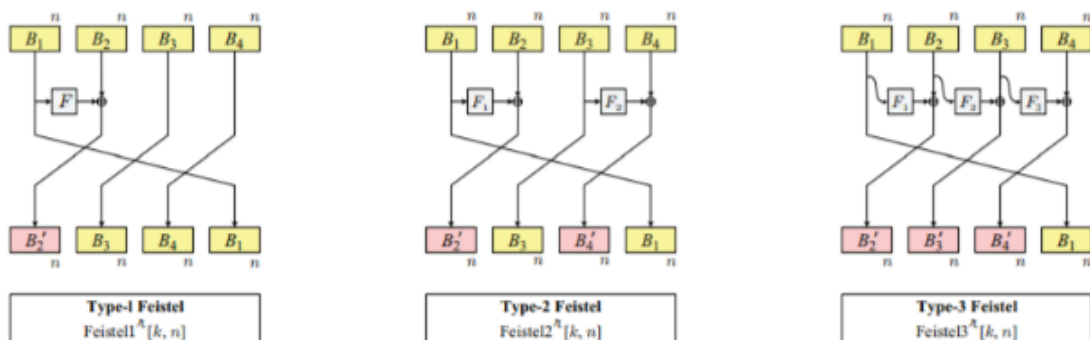 n n n n
B₁ B₂ B₃ B₄
F
B₂′ B₃ B₄ B₁
n n n n
Type-1 Feistel
Feistel1^ℛ[k, n]
n n n n
B₁ B₂ B₃ B₄
F₁ F₂
B₂′ B₃ B₄′ B₁
n n n n
Type-2 Feistel
Feistel2^ℛ[k, n]
n n n n
B₁ B₂ B₃ B₄
F₁ F₂ F₃
B₂′ B₃′ B₄′ B₁
n n n n
Type-3 Feistel
Feistel3^ℛ[k, n]